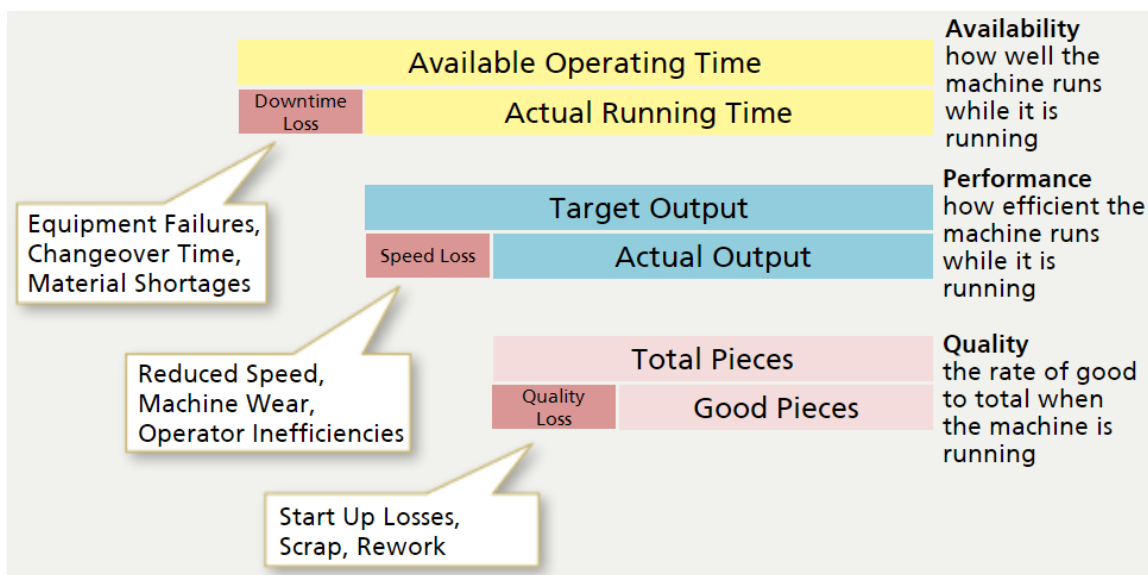 Available Operating Time
Downtime
Loss
Actual Running Time
Availability
how well the
machine runs
while it is
running
Equipment Failures,
Changeover Time,
Material Shortages
Target Output
Speed Loss
Actual Output
Performance
how efficient the
machine runs
while it is
running
Reduced Speed,
Machine Wear,
Operator Inefficiencies
Total Pieces
Quality
Loss
Good Pieces
Quality
the rate of good
to total when
the machine is
running
Start Up Losses,
Scrap, Rework